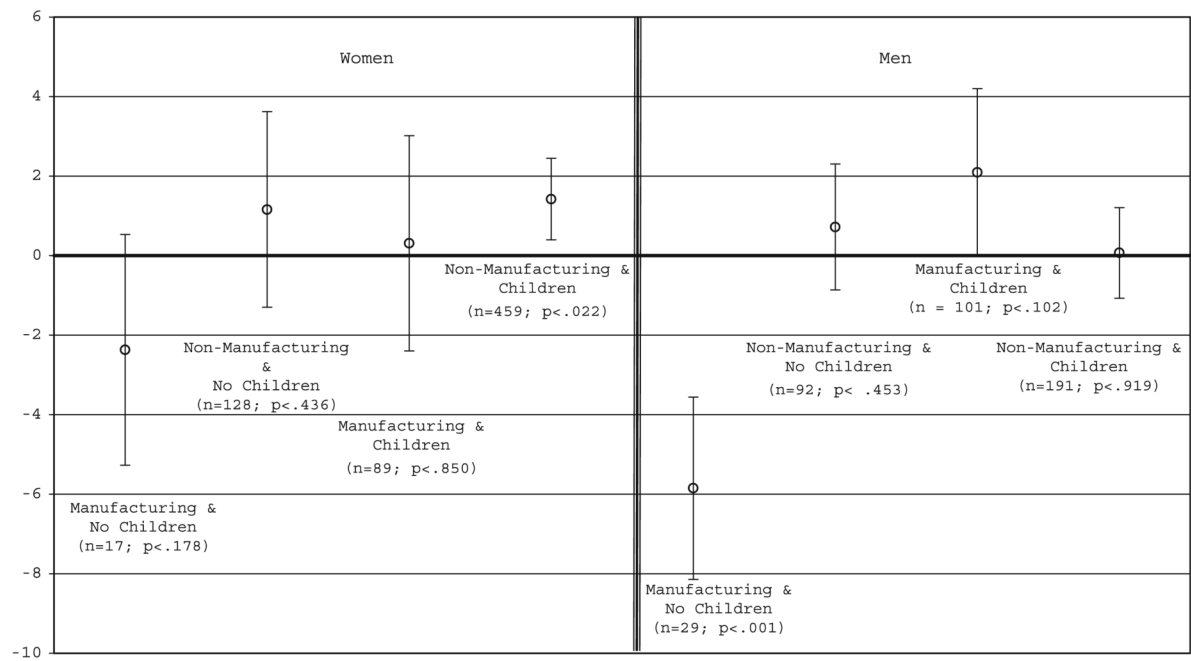 6
4
2
0
-2
-4
-6
-8
-10
Women
Manufacturing &
No Children
(n=17; p<.178)
Non-Manufacturing
&
No Children
(n=128; p<.436)
Manufacturing &
Children
(n=89; p<.850)
Non-Manufacturing &
Children
(n=459; p<.022)
Men
Manufacturing &
No Children
(n=29; p<.001)
Non-Manufacturing &
No Children
(n=92; p< .453)
Manufacturing &
Children
(n = 101; p<.102)
Non-Manufacturing &
Children
(n=191; p<.919)